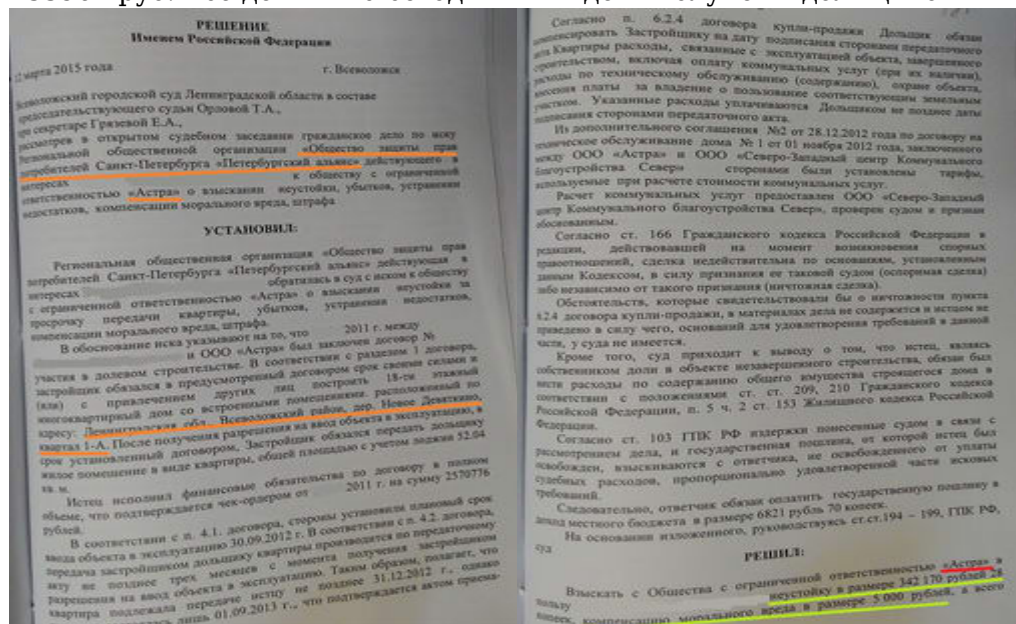 РЕШЕНИЕ
Именем Российской Федерации
марта 2015 года г. Всеволожск
Всеволожский городской суд Ленинградской области в составе
председательствующего судьи Орловой Т.А.,
при секретаре Грязевой Е.А.,
рассмотрев в открытом судебном заседании гражданское дело по иску
Региональной общественной организации «Общество защиты прав
потребителей Санкт-Петербурга «Петербургский альянс» действующего в
интересах к обществу с ограниченной
ответственностью «Астра» о взыскании неустойки, убытков, устранении
недостатков, компенсации морального вреда, штрафа
УСТАНОВИЛ:
Региональная общественная организация «Общество защиты прав
потребителей Санкт-Петербурга «Петербургский альянс» действующая в
интересах обратилась в суд с иском к обществу
с ограниченной ответственностью «Астра» о взыскании неустойки за
просрочку передачи квартиры, убытков, устранении недостатков,
компенсации морального вреда, штрафа.
В обоснование иска указывают на то, что 2011 г. между
и ООО «Астра» был заключен договор №
участия в долевом строительстве. В соответствии с разделом 1 договора,
застройщик обязался в предусмотренный договором срок своими силами и
(или) с привлечением других лиц построить 18-ти этажный
многоквартирный дом со встроенными помещениями, расположенный по
адресу: Ленинградская обл., Всеволожский район, дер. Новое Девяткино,
квартал 1-А. После получения разрешения на ввод объекта в эксплуатацию, в
срок установленный договором, Застройщик обязался передать дольщику
жилое помещение в виде квартиры, общей площадью с учетом лоджии 52.04
кв. м.
Истец исполнил финансовые обязательства по договору в полном
объеме, что подтверждается чек-ордером от 2011 г. на сумму 2570776
рублей.
В соответствии с п. 4.1. договора, стороны установили плановый срок
ввода объекта в эксплуатацию 30.09.2012 г. В соответствии с п. 4.2. договора,
передача застройщиком дольщику квартиры производится по передаточному
акту не позднее трех месяцев с момента получения застройщиком
разрешения на ввод объекта в эксплуатацию. Таким образом, полагает, что
квартира подлежала передаче истцу не позднее 31.12.2012 г., однако
лишь 01.09.2013 г., что подтверждается актом приема-
Согласно п. 6.2.4 договора купли-продажи Дольщик обязан
компенсировать Застройщику на дату подписания сторонами передаточного
акта Квартиры расходы, связанные с эксплуатацией объекта, завершенного
строительством, включая оплату коммунальных услуг (при их наличии),
расходы по техническому обслуживанию (содержанию), охране объекта,
внесения платы за владение о пользование соответствующим земельным
участком. Указанные расходы уплачиваются Дольщиком не позднее даты
подписания сторонами передаточного акта.
Из дополнительного соглашения №2 от 28.12.2012 года по договору на
техническое обслуживание дома № 1 от 01 ноября 2012 года, заключенного
между ООО «Астра» и ООО «Северо-Западный центр Коммунального
благоустройства Север» сторонами были установлены тарифы,
используемые при расчете стоимости коммунальных услуг.
Расчет коммунальных услуг предоставлен ООО «Северо-Западный
центр Коммунального благоустройства Север», проверен судом и признан
обоснованным.
Согласно ст. 166 Гражданского кодекса Российской Федерации в
редакции, действовавшей на момент возникновения спорных
правоотношений, сделка недействительна по основаниям, установленным
данным Кодексом, в силу признания ее таковой судом (оспоримая сделка)
либо независимо от такого признания (ничтожная сделка).
Обстоятельств, которые свидетельствовали бы о ничтожности пункта
6.2.4 договора купли-продажи, в материалах дела не содержится и истцом не
приведено в силу чего, оснований для удовлетворения требований в данной
части, у суда не имеется.
Кроме того, суд приходит к выводу о том, что истец, являясь
собственником доли в объекте незавершенного строительства, обязан был
нести расходы по содержанию общего имущества строящегося дома в
соответствии с положениями ст. ст. 209, 210 Гражданского кодекса
Российской Федерации, п. 5 ч. 2 ст. 153 Жилищного кодекса Российской
Федерации.
Согласно ст. 103 ГПК РФ издержки понесенные судом в связи с
рассмотрением дела, и государственная пошлина, от которой истец был
освобожден, взыскиваются с ответчика, не освобожденного от уплаты
судебных расходов, пропорционально удовлетворенной части исковых
требований.
Следовательно, ответчик обязан оплатить государственную пошлину в
доход местного бюджета в размере 6821 рубль 70 копеек.
На основании изложенного, руководствуясь ст.ст.194 – 199, ГПК РФ,
суд
РЕШИЛ:
Взыскать с Общества с ограниченной ответственностью «Астра» в
пользу неустойку в размере 342 170 рублей 28
копеек, компенсацию морального вреда в размере 5 000 рублей, а всего